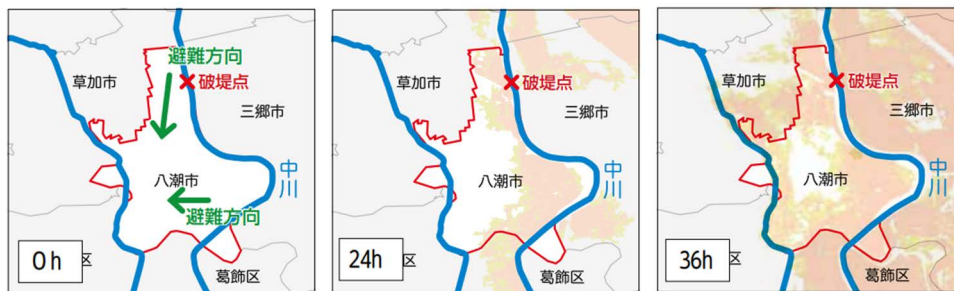 避難方向
草加市
破堤点
三郷市
八潮市
中川
避難方向
0h
区
葛飾区
草加市
破堤点
三郷市
八潮市
中川
24h
区
葛飾区
草加市
破堤点
三郷市
八潮市
中川
36h
区
葛飾区